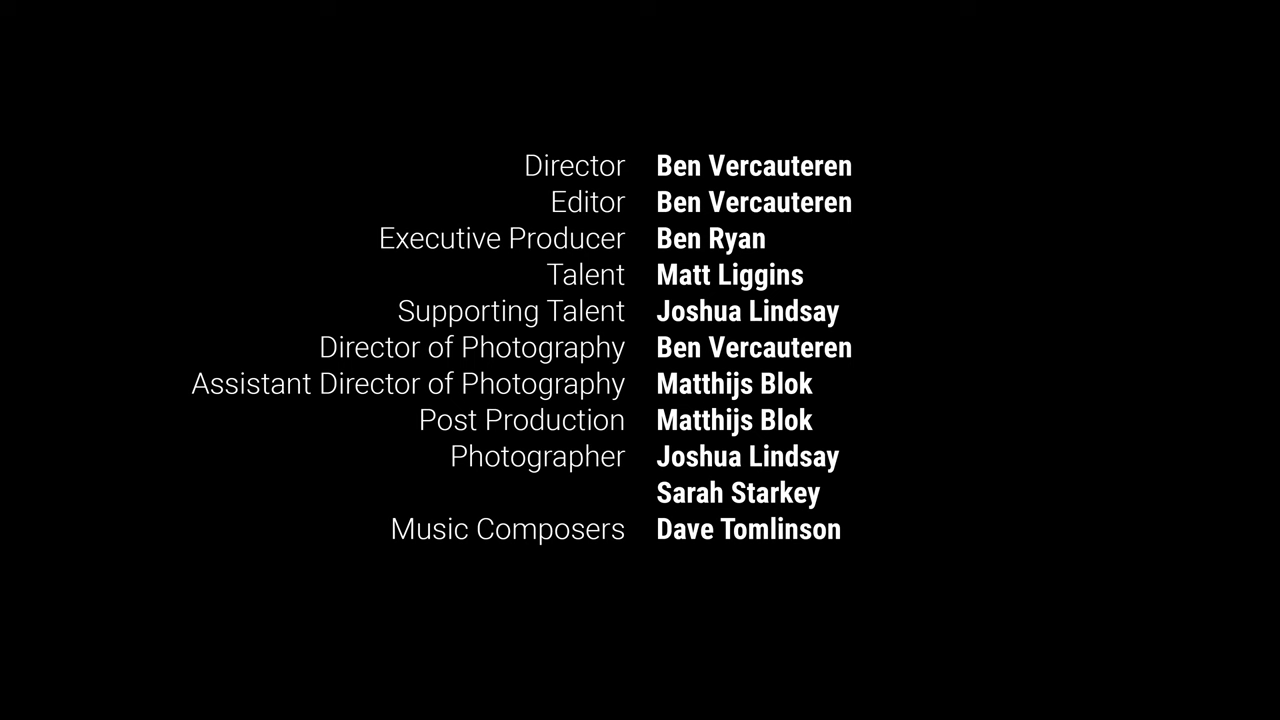 Director Ben Vercauteren
Editor Ben Vercauteren
Executive Producer Ben Ryan
Talent Matt Liggins
Supporting Talent Joshua Lindsay
Director of Photography Ben Vercauteren
Assistant Director of Photography Matthijs Blok
Post Production Matthijs Blok
Photographer Joshua Lindsay
Sarah Starkey
Music Composers Dave Tomlinson